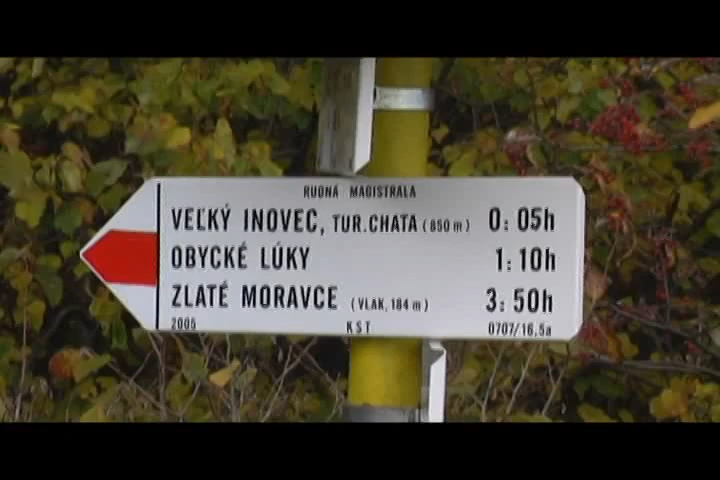 RUDNÁ MAGISTRÁLA
VEĽKÝ INOVEC, TUR.CHATA (850 m) 0:05h
OBYCKÉ LÚKY 1:10h
ZLATÉ MORAVCE (VLAK, 184 m) 3:50h
2005 KST 0707/16,5a